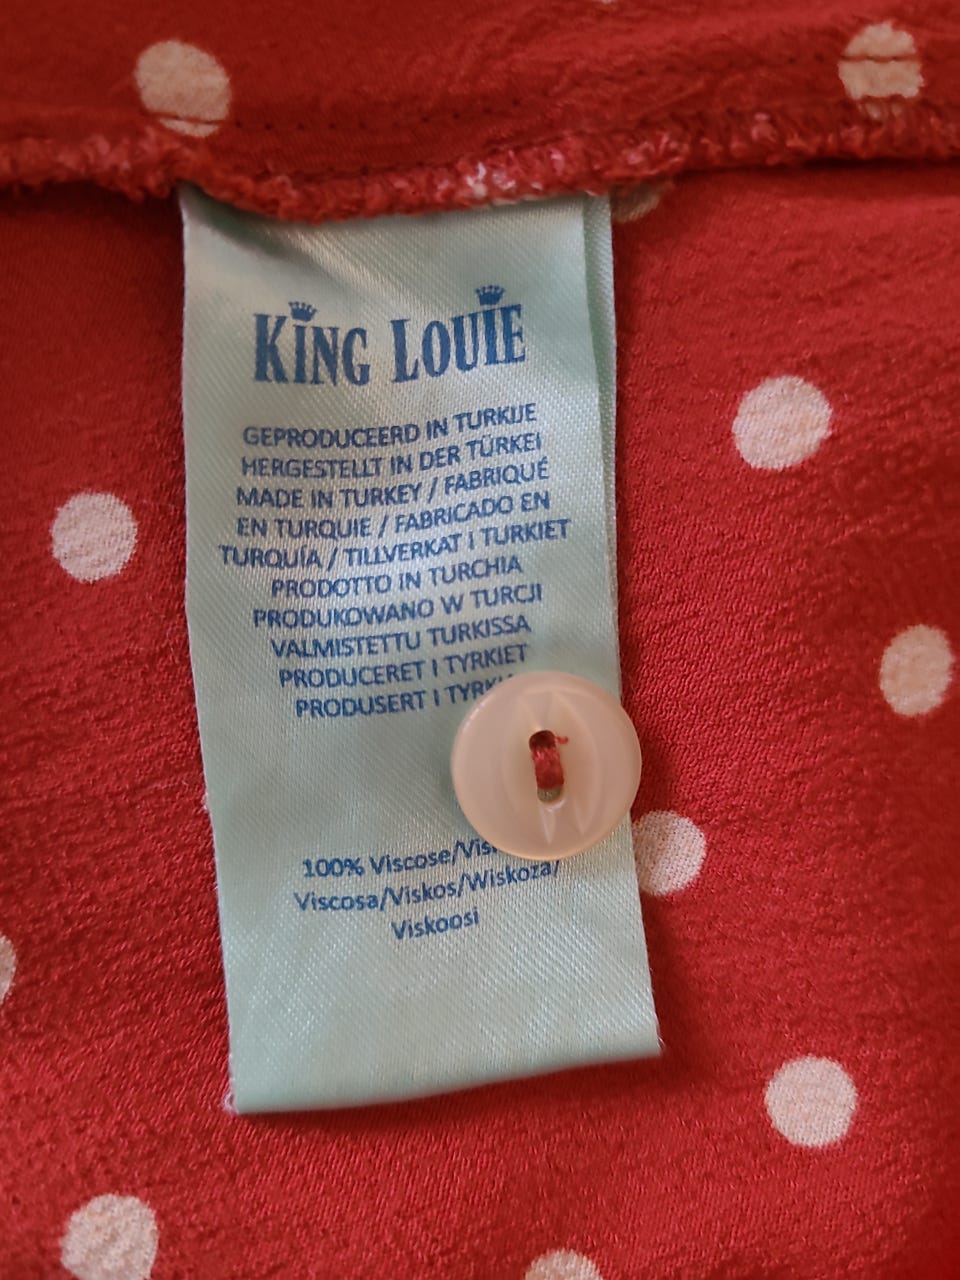 KING LOUIE
GEPRODUCEERD IN TURKIJE
HERGESTELLT IN DER TÜRKEI
MADE IN TURKEY / FABRIQUÉ
EN TURQUIE / FABRICADO EN
TURQUÍA / TILLVERKAT I TURKIET
PRODOTTO IN TURCHIA
PRODUKOWANO W TURCJI
VALMISTETTU TURKISSA
PRODUCERET I TYRKIET
PRODUSERT I
100% Viscose/
Viscosa/Viskos/Wiskoza/
Viskoosi